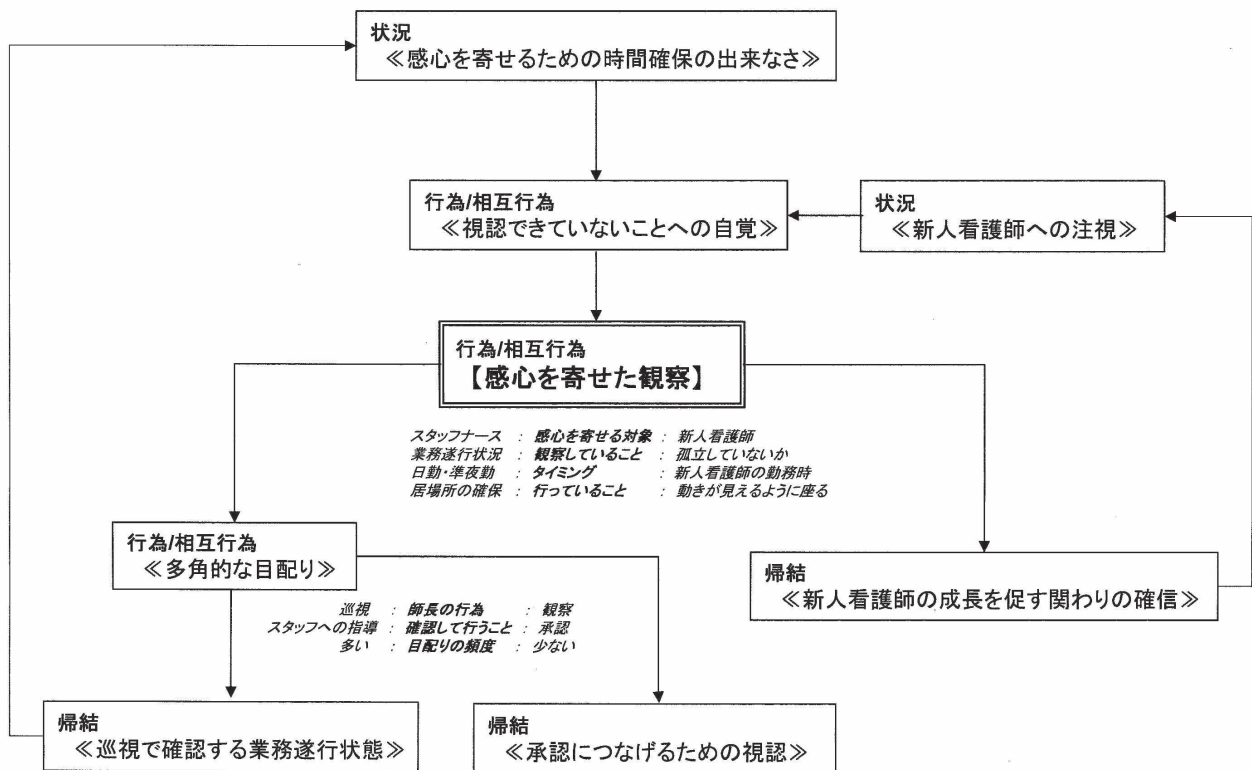 状況
≪感心を寄せるための時間確保の出来なさ≫
行為/相互行為
≪視認できていないことへの自覚≫
状況
≪新人看護師への注視≫
行為/相互行為
【感心を寄せた観察】
スタッフナース : 感心を寄せる対象 : 新人看護師
業務遂行状況 : 観察していること : 孤立していないか
日勤・準夜勤 : タイミング : 新人看護師の勤務時
居場所の確保 : 行っていること : 動きが見えるように座る
行為/相互行為
≪多角的な目配り≫
帰結
≪新人看護師の成長を促す関わりの確信≫
巡視 : 師長の行為 : 観察
スタッフへの指導 : 確認して行うこと : 承認
多い : 目配りの頻度 : 少ない
帰結
≪巡視で確認する業務遂行状態≫
帰結
≪承認につなげるための視認≫